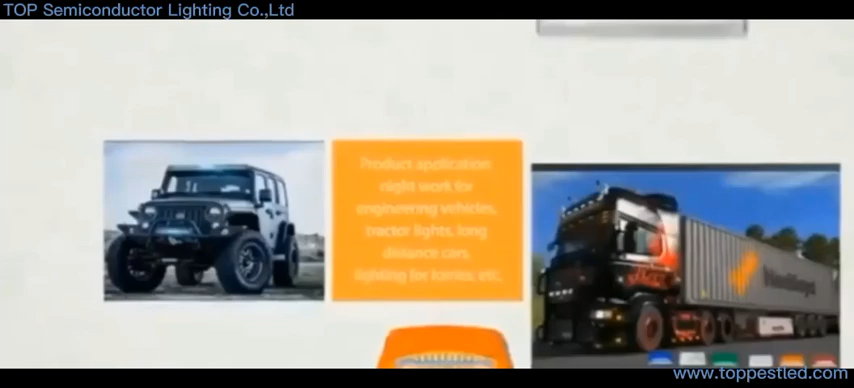 TOP Semiconductor Lighting Co.,Ltd
Product application
night work for
engineering vehicles,
tractor lights, long
distance cars,
lighting for lorries, etc.
www.toppestled.com